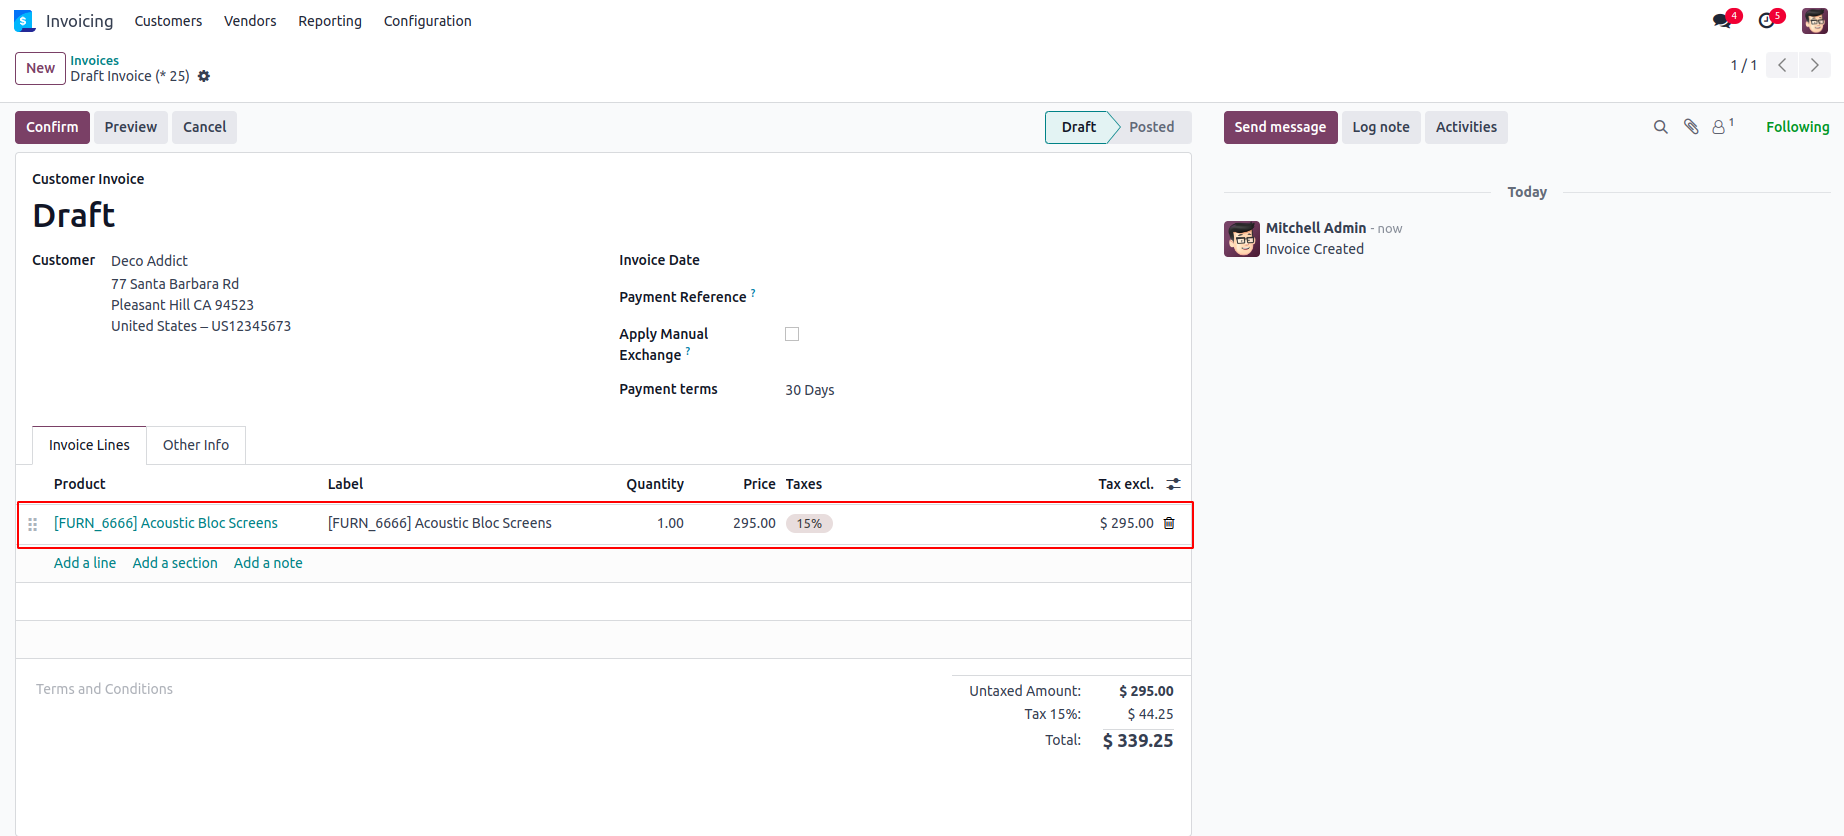 Invoicing Customers Vendors Reporting Configuration 4 5
New Invoices
Draft Invoice (* 25) 1 / 1
Confirm Preview Cancel Draft Posted Send message Log note Activities 1 Following
Customer Invoice
Draft
Today
Mitchell Admin - now
Invoice Created
Customer Deco Addict
77 Santa Barbara Rd
Pleasant Hill CA 94523
United States – US12345673
Invoice Date
Payment Reference ?
Apply Manual
Exchange ?
Payment terms 30 Days
Invoice Lines Other Info
Product Label Quantity Price Taxes Tax excl.
[FURN_6666] Acoustic Bloc Screens [FURN_6666] Acoustic Bloc Screens 1.00 295.00 15% $ 295.00
Add a line Add a section Add a note
Terms and Conditions
Untaxed Amount: $ 295.00
Tax 15%: $ 44.25
Total: $ 339.25